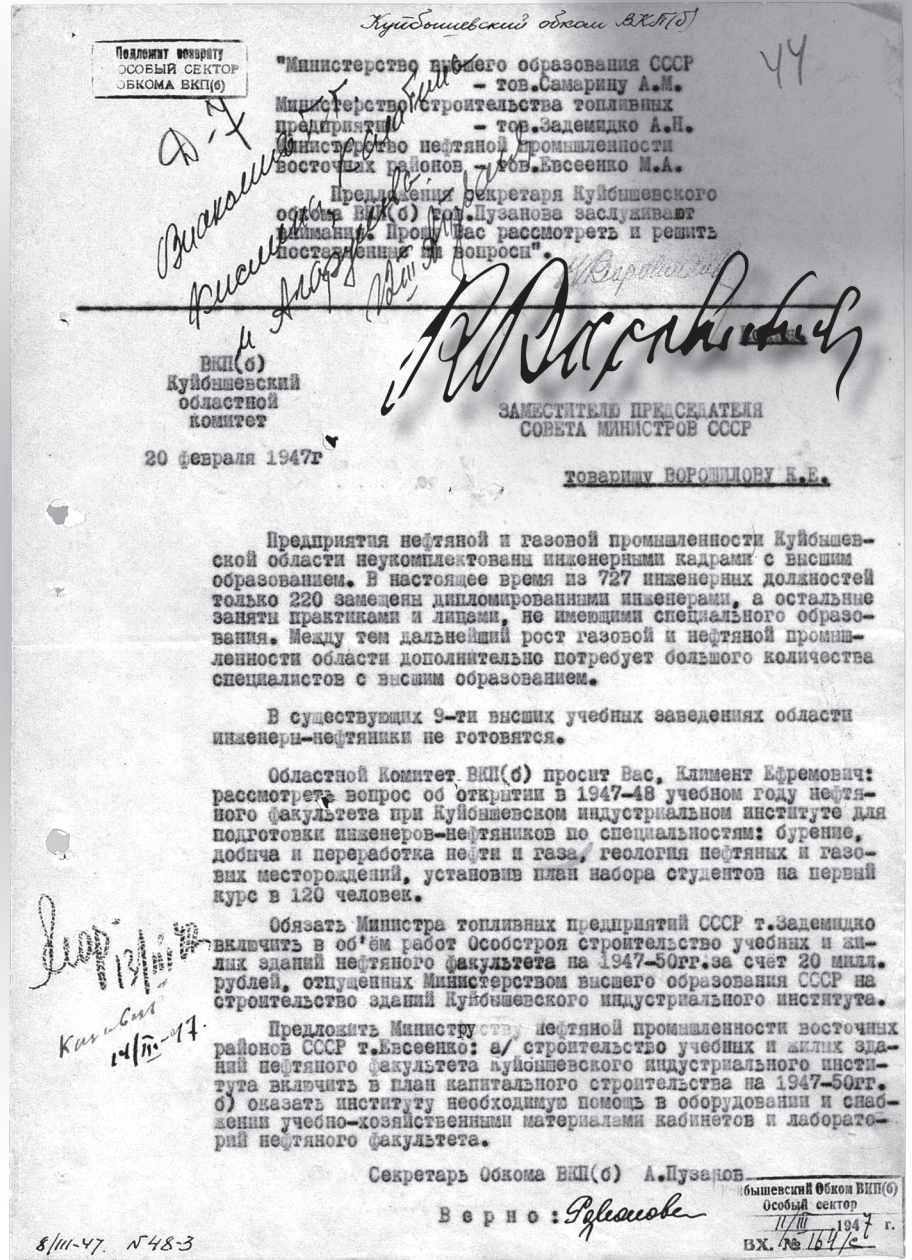 Куйбышевский обком ВКП(б)
Подлежит возврату
ОСОБЫЙ СЕКТОР
ОБКОМА ВКП(б)
44
"Министерство высшего образования СССР
- тов.Самарину А.М.
Министерство строительства топливных
предприятий - тов.Задемидко А.Н.
Министерство нефтяной промышленности
восточных районов - тов.Евсеенко М.А.
Предложения секретаря Куйбышевского
обкома ВКП(б) тов.Пузанова заслуживают
внимания. Прошу Вас рассмотреть и решить
поставленные им вопросы".
Д-7
ВКП(б)
Куйбышевский
областной
комитет
20 февраля 1947г
ЗАМЕСТИТЕЛЮ ПРЕДСЕДАТЕЛЯ
СОВЕТА МИНИСТРОВ СССР
товарищу ВОРОШИЛОВУ К.Е.
Предприятия нефтяной и газовой промышленности Куйбышев-
ской области неукомплектованы инженерными кадрами с высшим
образованием. В настоящее время из 727 инженерных должностей
только 220 замещены дипломированными инженерами, а остальные
заняты практиками и лицами, не имеющими специального образо-
вания. Между тем дальнейший рост газовой и нефтяной промыш-
ленности области дополнительно потребует большого количества
специалистов с высшим образованием.
В существующих 9-ти высших учебных заведениях области
инженеры-нефтяники не готовятся.
Областной Комитет ВКП(б) просит Вас, Климент Ефремович:
рассмотреть вопрос об открытии в 1947-48 учебном году нефтя-
ного факультета при Куйбышевском индустриальном институте для
подготовки инженеров-нефтяников по специальностям: бурение,
добыча и переработка нефти и газа, геология нефтяных и газо-
вых месторождений, установив план набора студентов на первый
курс в 120 человек.
Обязать Министра топливных предприятий СССР т.Задемидко
включить в об'ём работ Особстроя строительство учебных и жи-
лых зданий нефтяного факультета на 1947-50гг.за счёт 20 милл.
рублей, отпущенных Министерством высшего образования СССР на
строительство зданий Куйбышевского индустриального института.
13/III 47
14/III-47.
Предложить Министру нефтяной промышленности восточных
районов СССР т.Евсеенко: а/ строительство учебных и жилых зда-
ний нефтяного факультета куйбышевского индустриального инсти-
тута включить в план капитального строительства на 1947-50гг.
б) оказать институту необходимую помощь в оборудовании и снаб-
жении учебно-хозяйственными материалами кабинетов и лаборато-
рий нефтяного факультета.
Секретарь Обкома ВКП(б) А.Пузанов
Верно:
бышевский Обком ВКП(б)
Особый сектор
11/III 1947 г.
ВХ. № 164/с
8/III-47. N 48-3